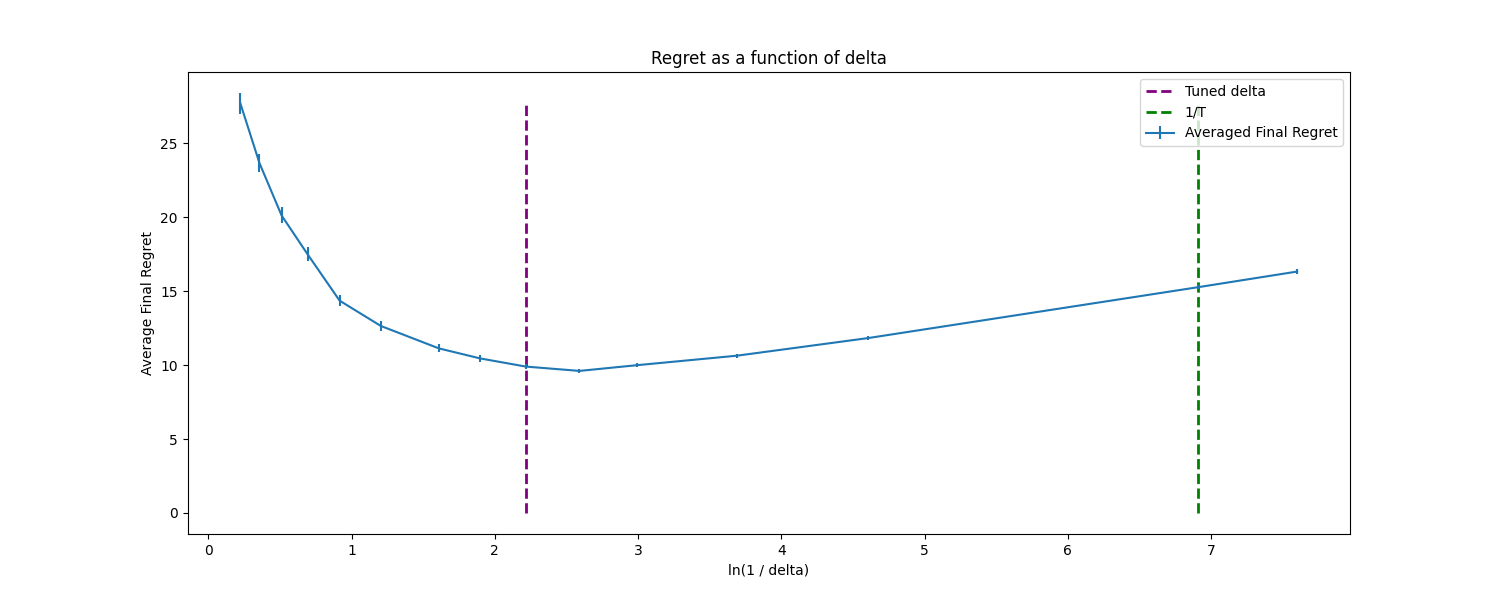 Regret as a function of delta
Tuned delta
1/T
Averaged Final Regret
Average Final Regret
25
20
15
10
5
0
0 1 2 3 4 5 6 7
ln(1 / delta)